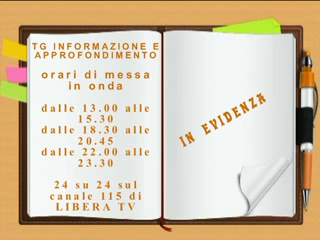 TG INFORMAZIONE E
APPROFONDIMENTO
orari di messa
in onda
dalle 13.00 alle
15.30
dalle 18.30 alle
20.45
dalle 22.00 alle
23.30
24 su 24 sul
canale 115 di
LIBERA TV
IN EVIDENZA